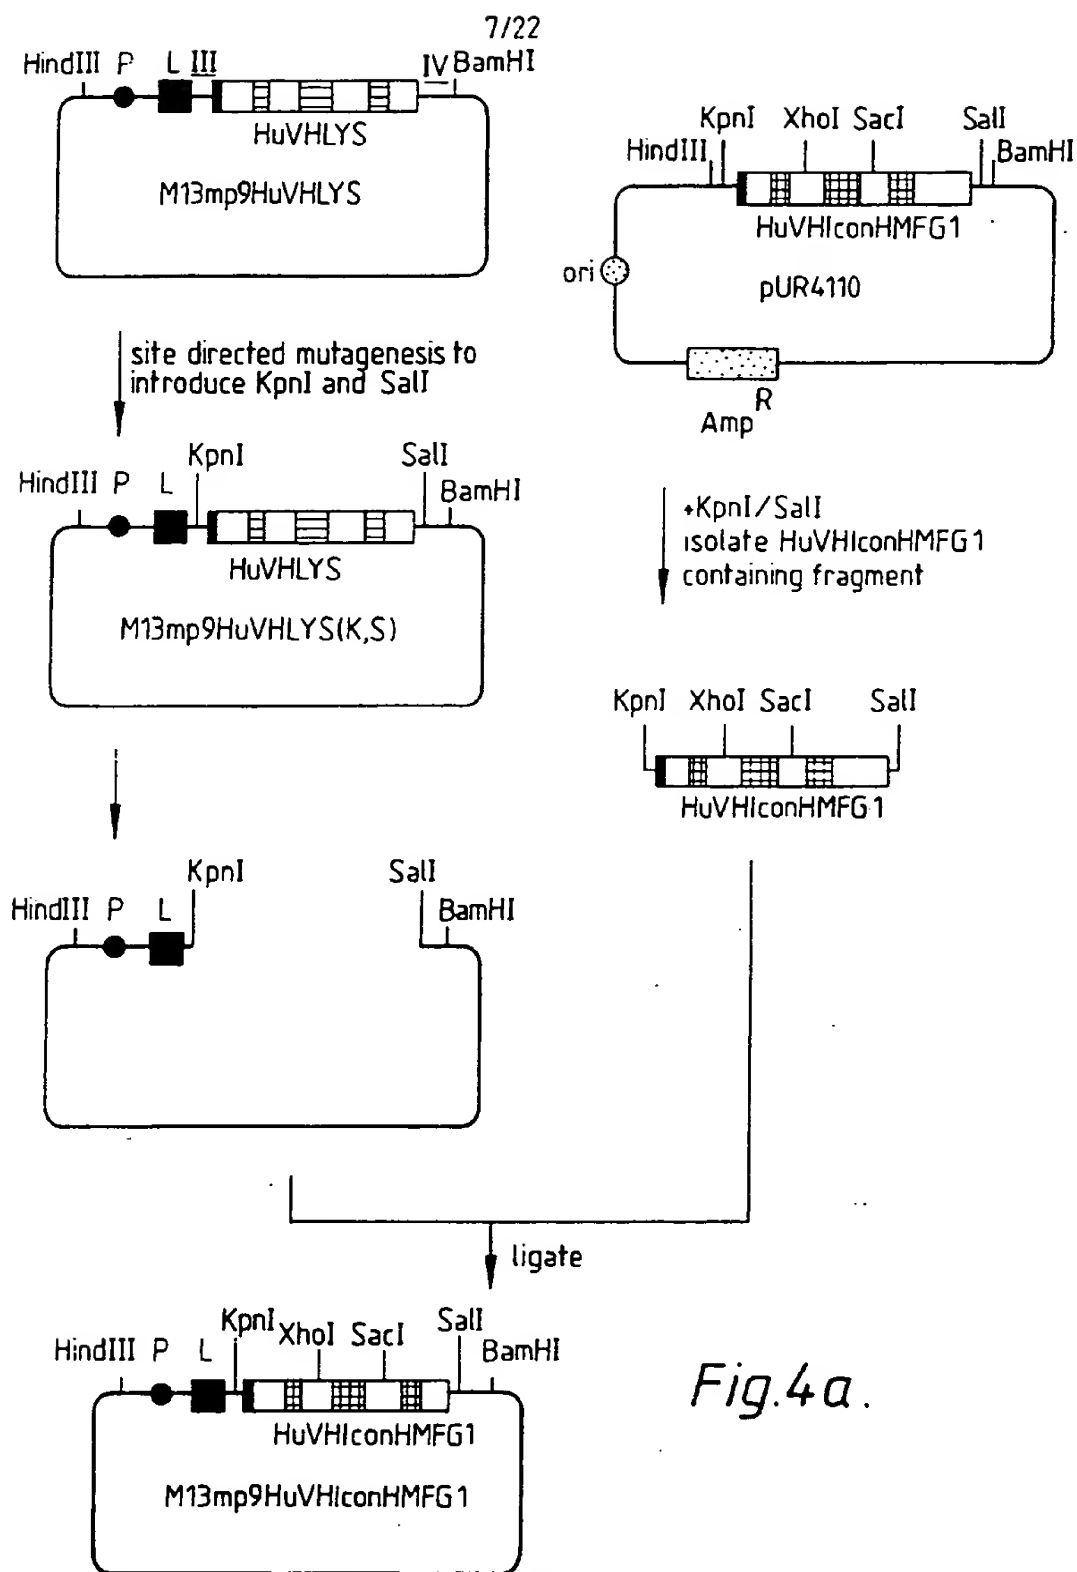 7/22
HindIII P L III IV BamHI
HuVHLYS
M13mp9HuVHLYS
site directed mutagenesis to
introduce KpnI and SalI
KpnI SalI
HindIII P L BamHI
HuVHLYS
M13mp9HuVHLYS(K,S)
KpnI SalI
HindIII P L BamHI
KpnI XhoI SacI SalI
HindIII BamHI
HuVHIconHMFG1
ori
pUR4110
Amp R
+KpnI/SalI
isolate HuVHIconHMFG1
containing fragment
KpnI XhoI SacI SalI
HuVHIconHMFG1
ligate
KpnI XhoI SacI SalI
HindIII P L BamHI
HuVHIconHMFG1
M13mp9HuVHIconHMFG1
Fig.4a.